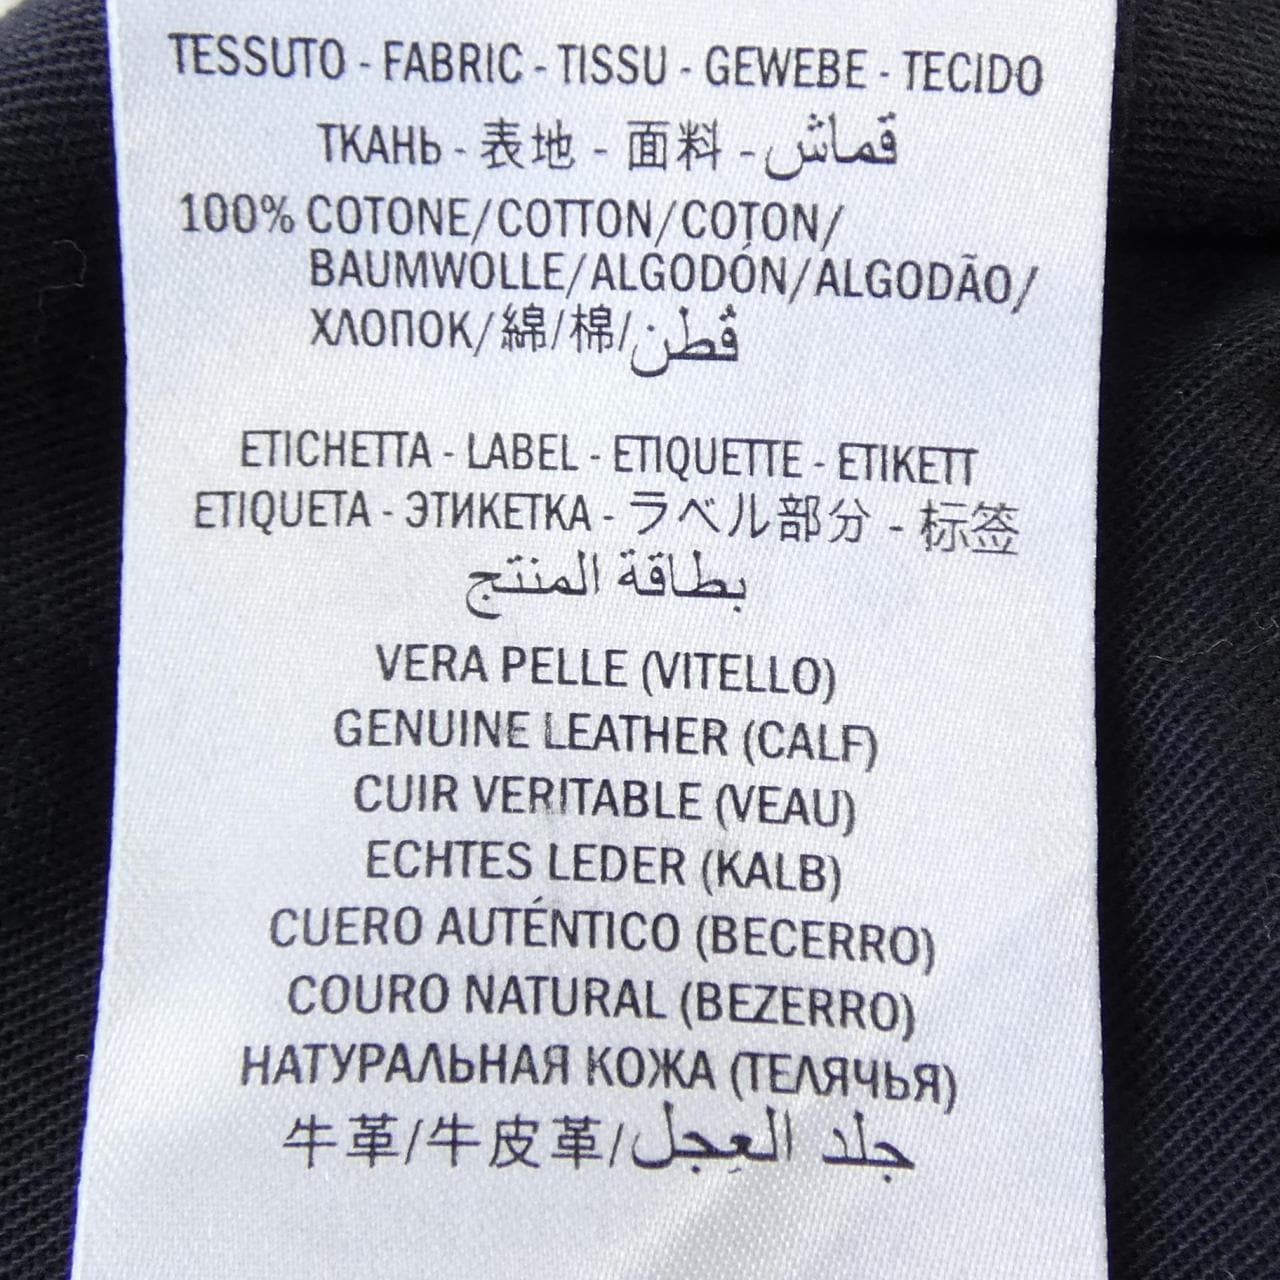 TESSUTO - FABRIC - TISSU - GEWEBE - TECIDO
ТКАНЬ - 表地 - 面料 - قماش
100% COTONE/COTTON/COTON/
BAUMWOLLE/ALGODÓN/ALGODÃO/
ХЛОПОК/綿/棉/قطن
ETICHETTA - LABEL - ETIQUETTE - ETIKETT
ETIQUETA - ЭТИКЕТКА - ラベル部分 - 标签
بطاقة المنتج
VERA PELLE (VITELLO)
GENUINE LEATHER (CALF)
CUIR VERITABLE (VEAU)
ECHTES LEDER (KALB)
CUERO AUTÉNTICO (BECERRO)
COURO NATURAL (BEZERRO)
НАТУРАЛЬНАЯ КОЖА (ТЕЛЯЧЬЯ)
牛革/牛皮革/جلد العِجل